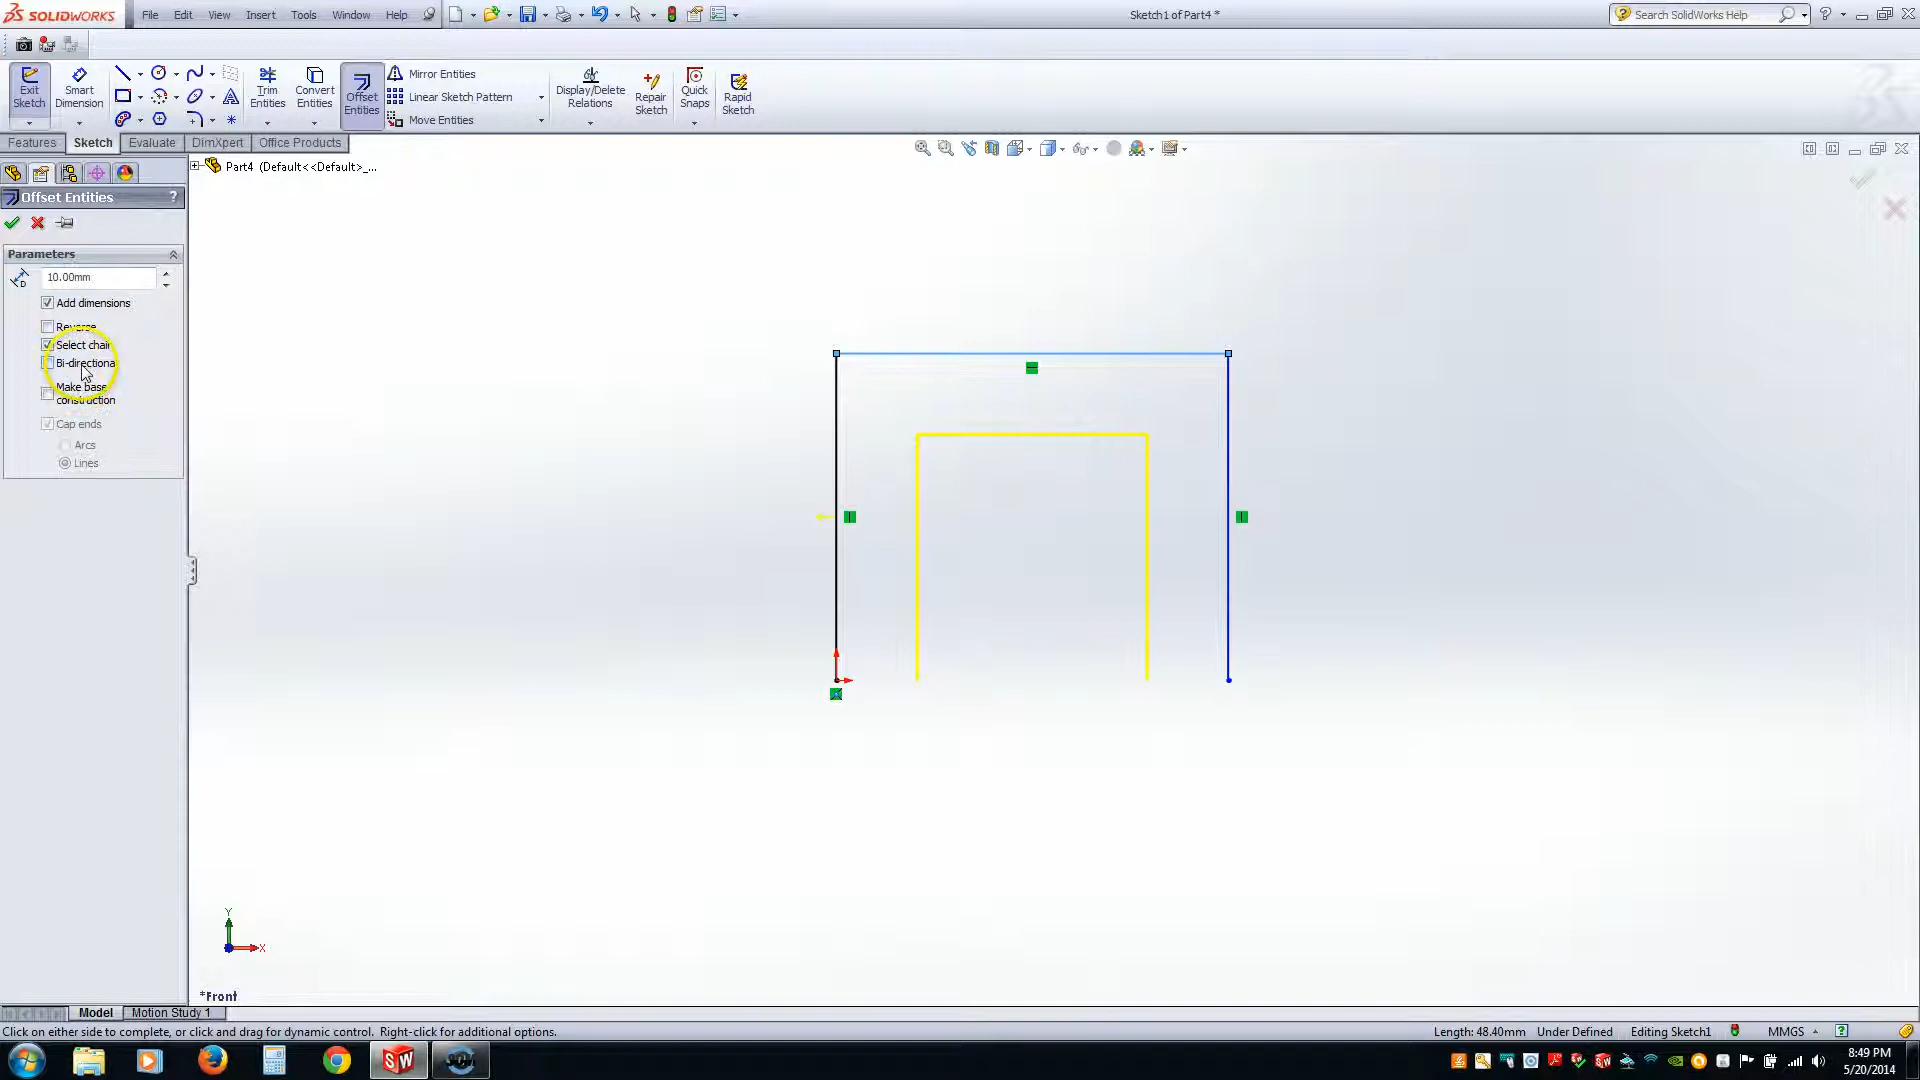 SOLIDWORKS File Edit View Insert Tools Window Help Sketch1 of Part4 * Search SolidWorks Help
Exit Sketch
Smart Dimension
Trim Entities
Convert Entities
Offset Entities
Mirror Entities
Linear Sketch Pattern
Move Entities
Display/Delete Relations
Repair Sketch
Quick Snaps
Rapid Sketch
Features Sketch Evaluate DimXpert Office Products
Part4 (Default<<Default>_...
Offset Entities ?
Parameters
10.00mm
Add dimensions
Reverse
Select chain
Bi-directional
Make base
construction
Cap ends
Arcs
Lines
Y
X
*Front
Model Motion Study 1
Click on either side to complete, or click and drag for dynamic control. Right-click for additional options. Length: 48.40mm Under Defined Editing Sketch1 MMGS
8:49 PM
5/20/2014